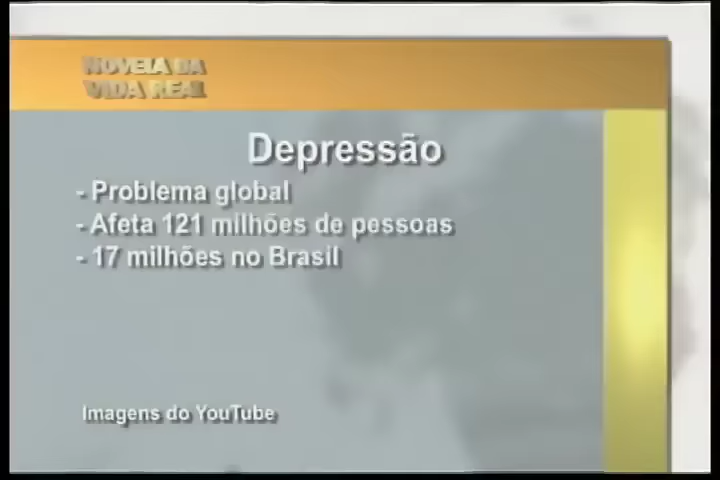 NOVELA DA
VIDA REAL
Depressão
- Problema global
- Afeta 121 milhões de pessoas
- 17 milhões no Brasil
Imagens do YouTube